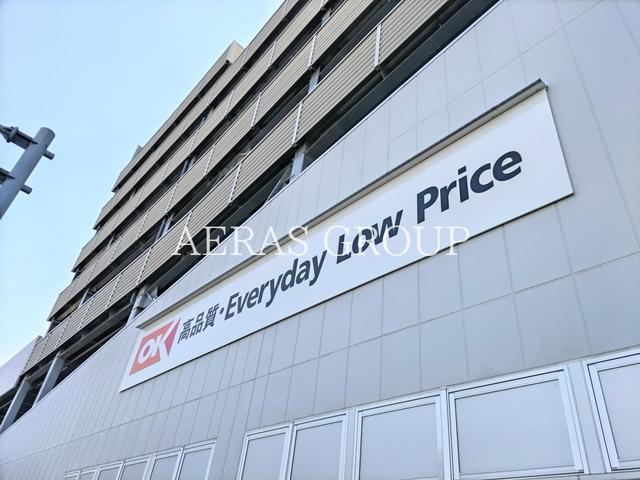 OK 高品質・Everyday Low Price
AERAS GROUP